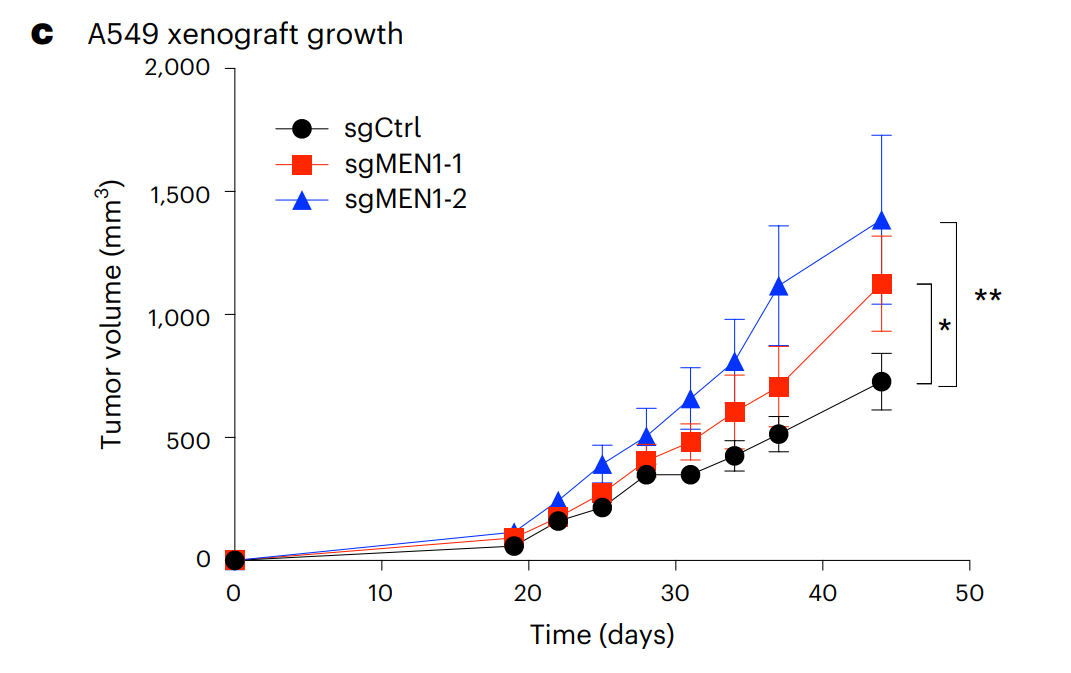 c A549 xenograft growth
2,000
1,500
1,000
500
0
Tumor volume (mm³)
sgCtrl
sgMEN1-1
sgMEN1-2
*
**
0 10 20 30 40 50
Time (days)